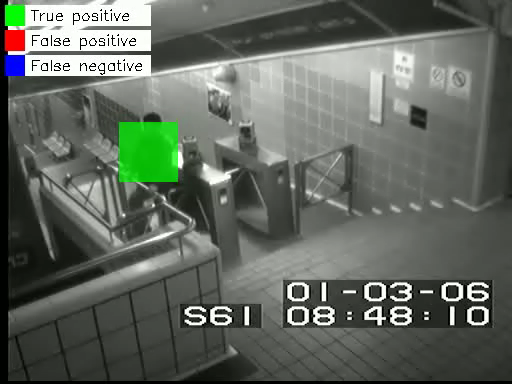 True positive
False positive
False negative
01-03-06
S61 08:48:10